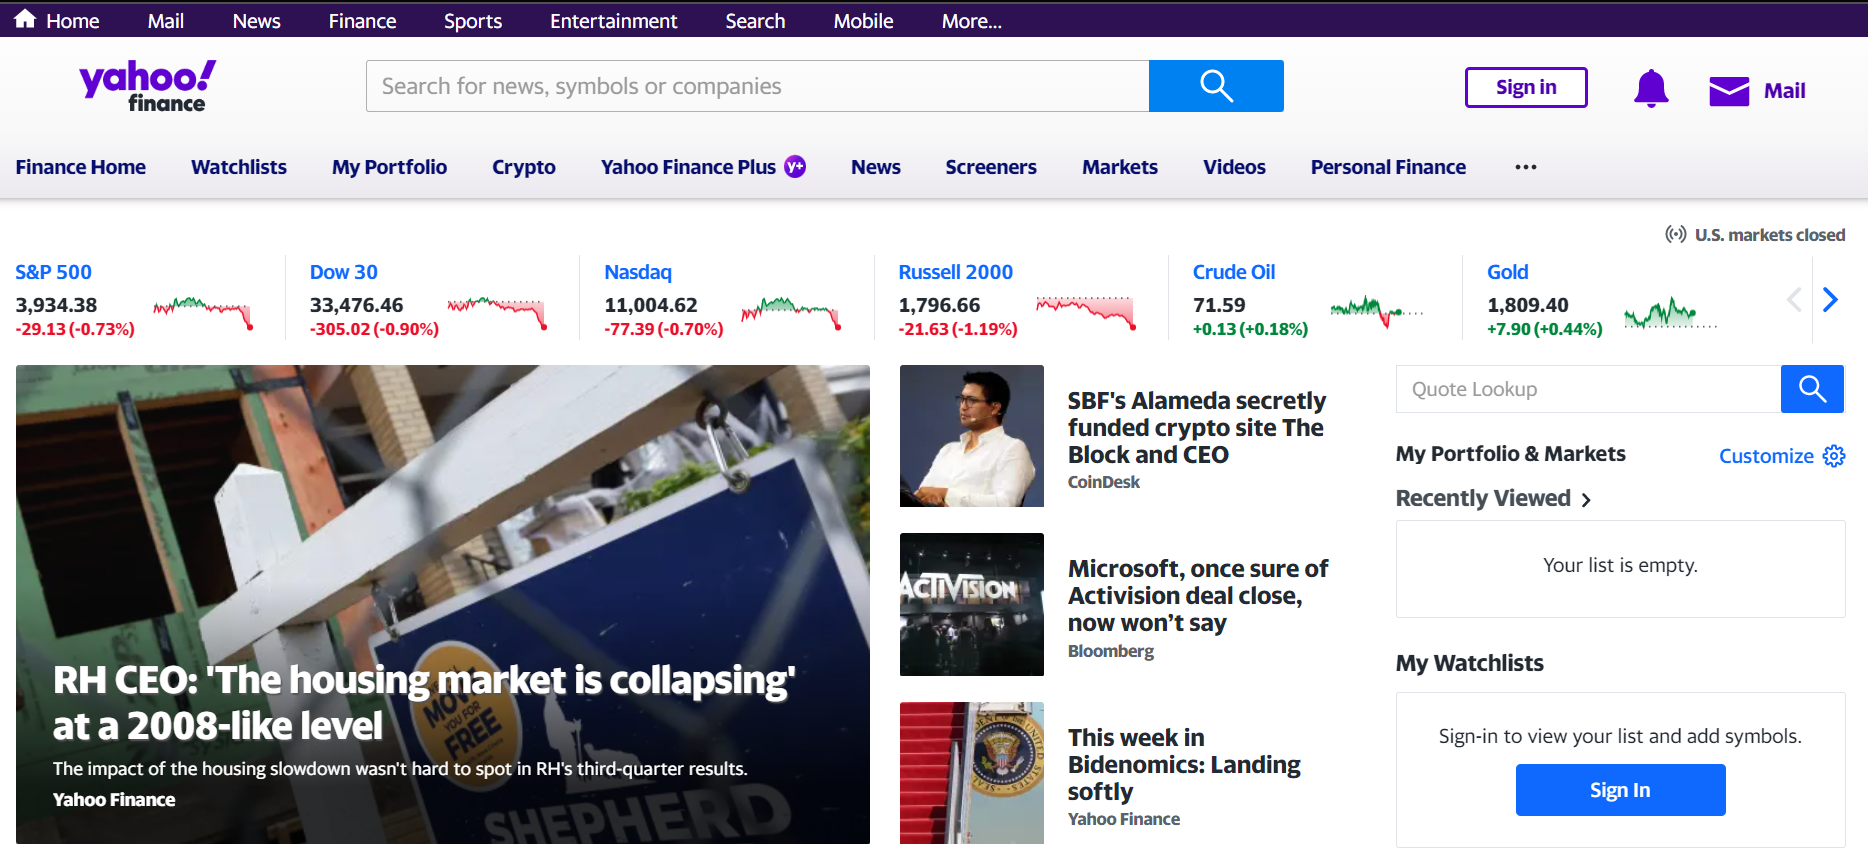 Home Mail News Finance Sports Entertainment Search Mobile More...
yahoo!
finance
Search for news, symbols or companies
Sign in
Mail
Finance Home Watchlists My Portfolio Crypto Yahoo Finance Plus y+ News Screeners Markets Videos Personal Finance ...
U.S. markets closed
S&P 500
3,934.38
-29.13 (-0.73%)
Dow 30
33,476.46
-305.02 (-0.90%)
Nasdaq
11,004.62
-77.39 (-0.70%)
Russell 2000
1,796.66
-21.63 (-1.19%)
Crude Oil
71.59
+0.13 (+0.18%)
Gold
1,809.40
+7.90 (+0.44%)
MOVE
YOU FOR
FREE
SHEPHERD
RH CEO: 'The housing market is collapsing'
at a 2008-like level
The impact of the housing slowdown wasn't hard to spot in RH's third-quarter results.
Yahoo Finance
SBF's Alameda secretly
funded crypto site The
Block and CEO
CoinDesk
ACTIVISION
Microsoft, once sure of
Activision deal close,
now won’t say
Bloomberg
This week in
Bidenomics: Landing
softly
Yahoo Finance
Quote Lookup
My Portfolio & Markets
Customize
Recently Viewed
Your list is empty.
My Watchlists
Sign-in to view your list and add symbols.
Sign In